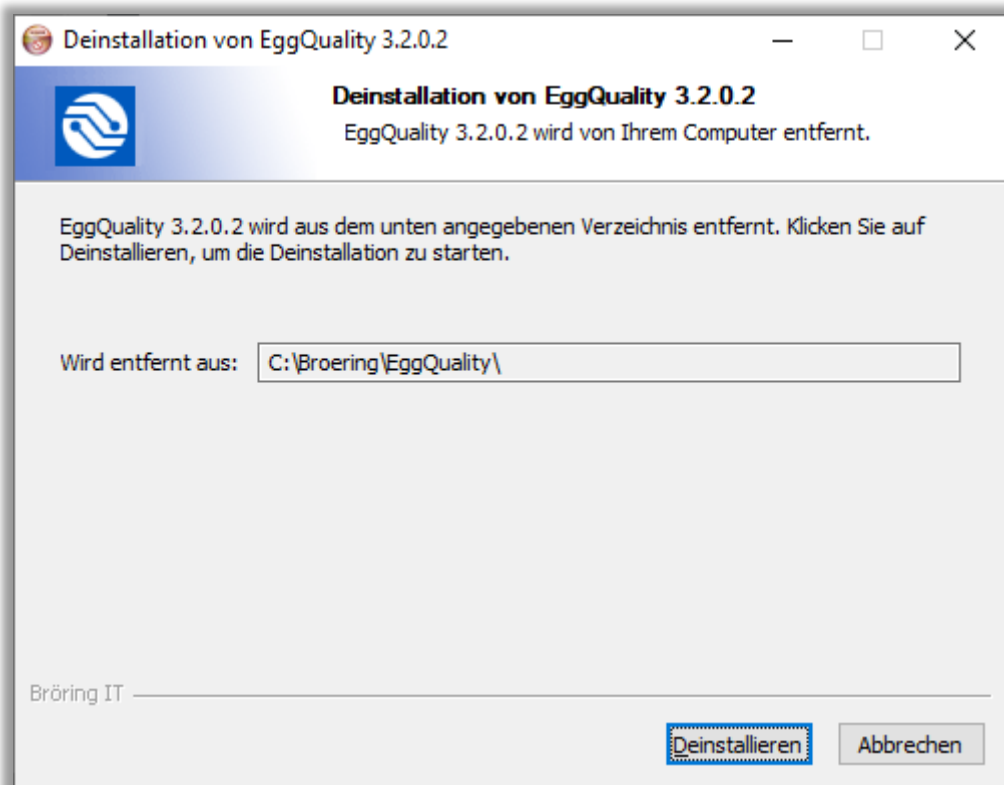 Deinstallation von EggQuality 3.2.0.2
Deinstallation von EggQuality 3.2.0.2
EggQuality 3.2.0.2 wird von Ihrem Computer entfernt.
EggQuality 3.2.0.2 wird aus dem unten angegebenen Verzeichnis entfernt. Klicken Sie auf
Deinstallieren, um die Deinstallation zu starten.
Wird entfernt aus: C:\Broering\EggQuality\
Bröring IT
Deinstallieren Abbrechen